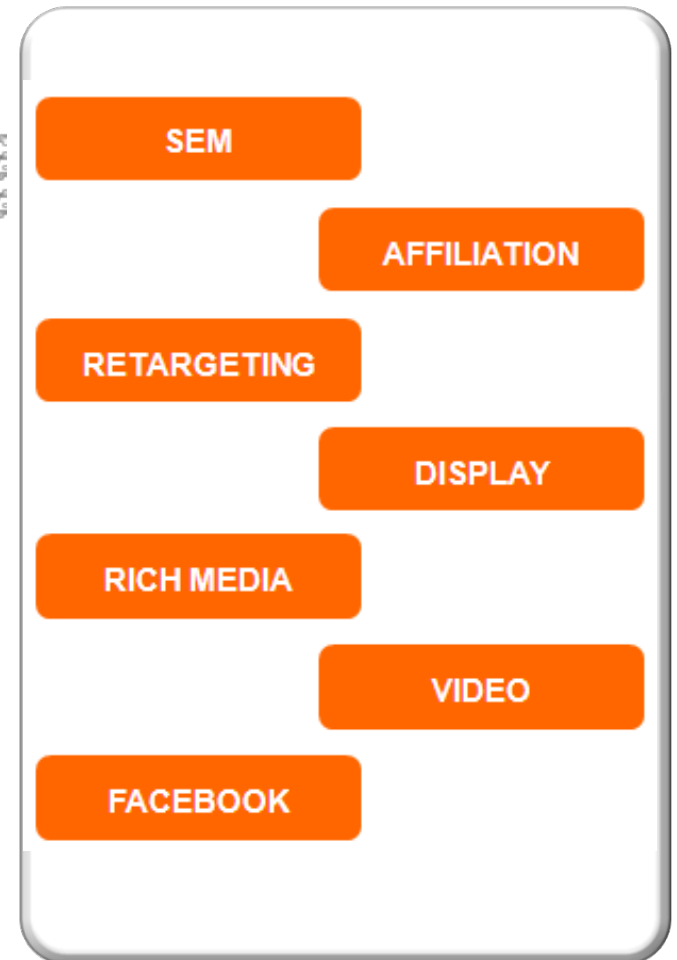 SEM
AFFILIATION
RETARGETING
DISPLAY
RICH MEDIA
VIDEO
FACEBOOK